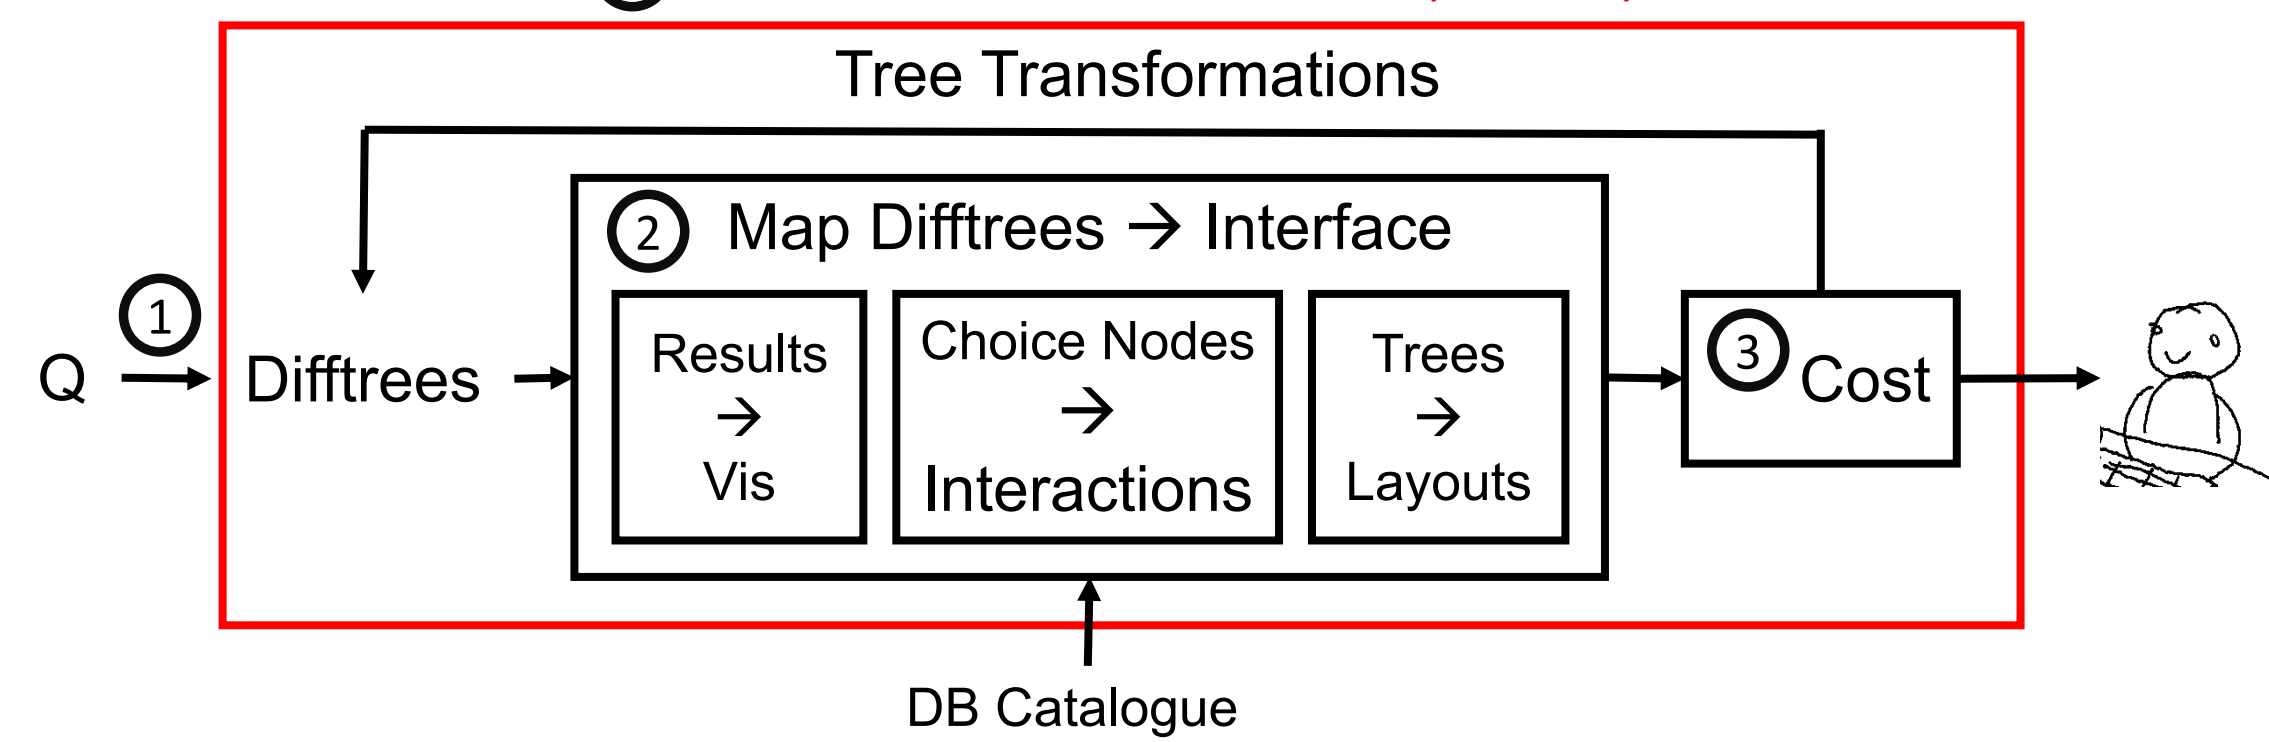 Tree Transformations
2 Map Difftrees → Interface
1
Q
Difftrees
Results
→
Vis
Choice Nodes
→
Interactions
Trees
→
Layouts
3
Cost
DB Catalogue